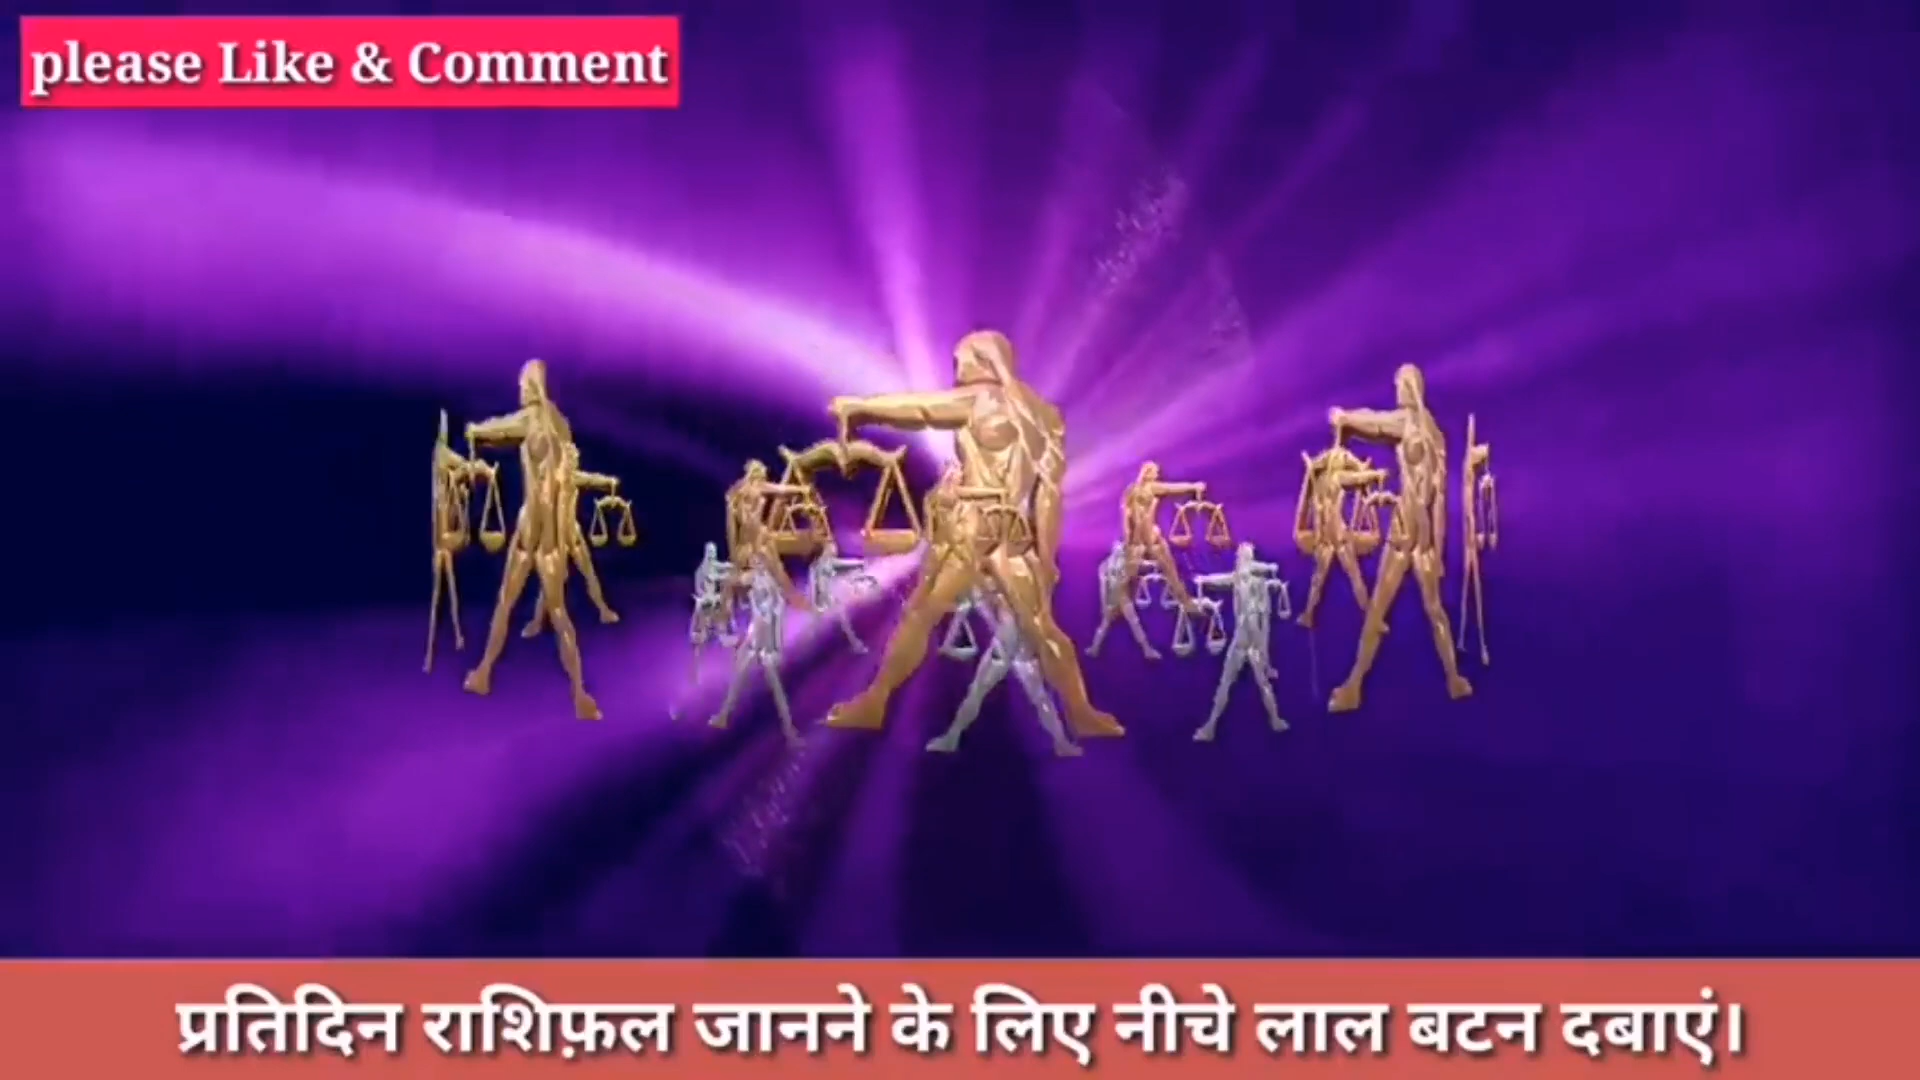 please Like & Comment
प्रतिदिन राशिफ़ल जानने के लिए नीचे लाल बटन दबाएं।